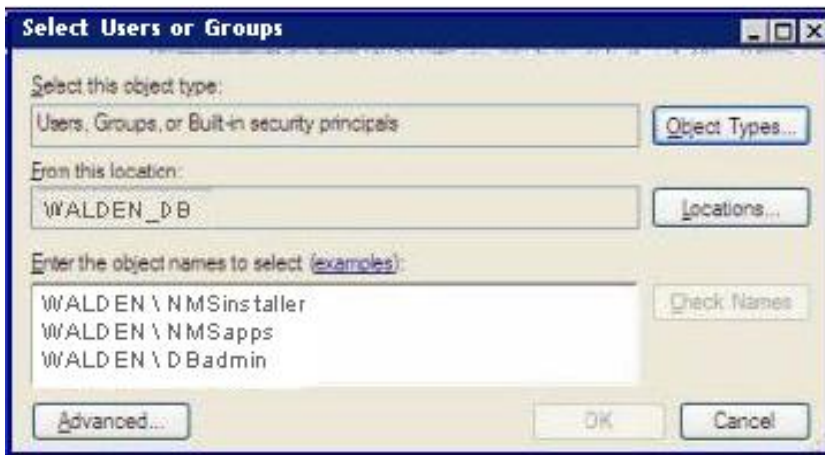 Select Users or Groups
Select this object type:
Users, Groups, or Built-in security principals
Object Types...
From this location:
WALDEN_DB
Locations...
Enter the object names to select (examples):
WALDEN\NMSinstaller
WALDEN\NMSapps
WALDEN\DBadmin
Check Names
Advanced...
OK
Cancel